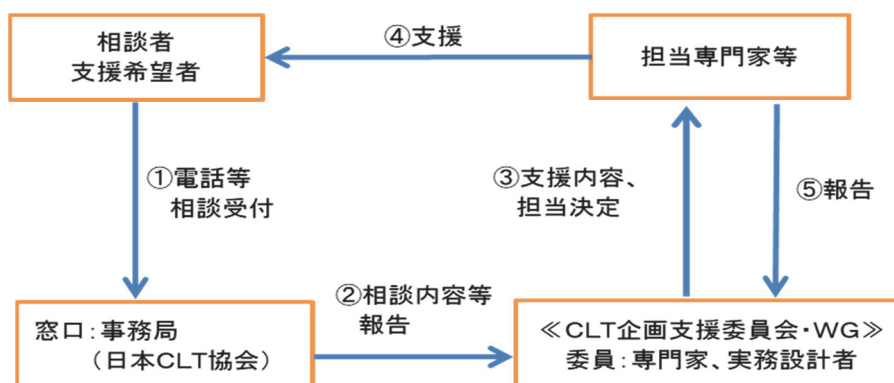 相談者
支援希望者
④支援
担当専門家等
①電話等
相談受付
③支援内容、
担当決定
⑤報告
窓口：事務局
（日本CLT協会）
②相談内容等
報告
≪CLT企画支援委員会・WG≫
委員：専門家、実務設計者